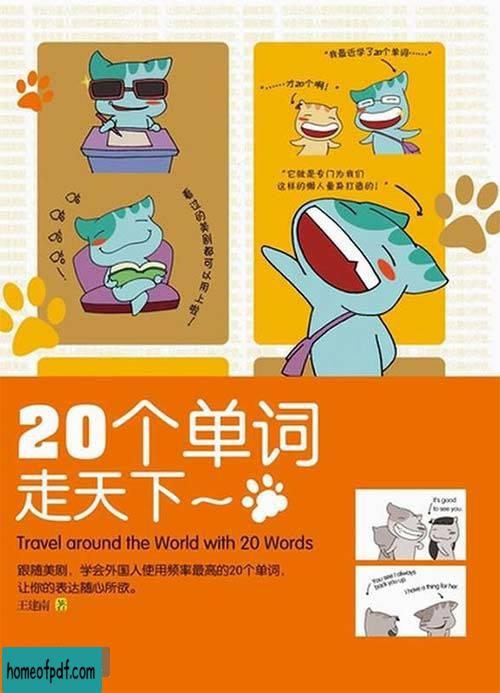 "我最近学了20个单词……"
"……才20个啊!"
"它就是专门为我们
这样的懒人量身打造的!"
看过的美剧都可以用上啦!
哈哈哈哈!
20个单词
走天下~
Travel around the World with 20 Words
跟随美剧,学会外国人使用频率最高的20个单词,
让你的表达随心所欲。
王建南 著
It's good
to see you.
You see I always
back you up.
I have a thing for her.
homeofpdf.com